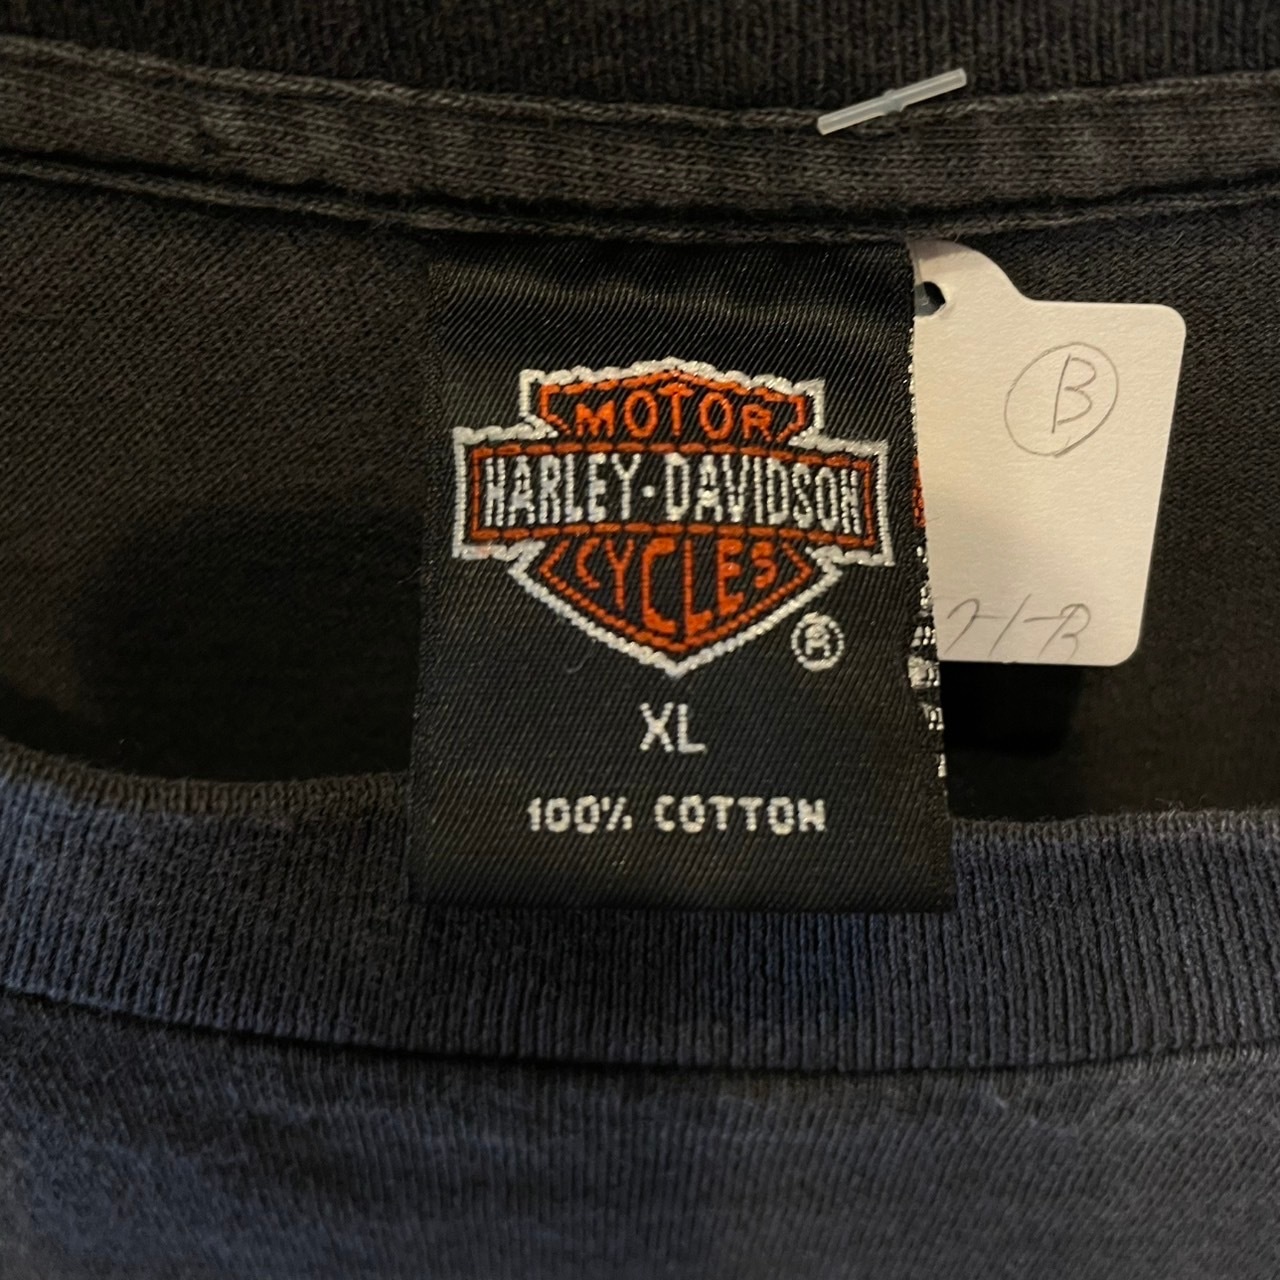 MOTOR
HARLEY-DAVIDSON
CYCLES
®
XL
100% COTTON
B